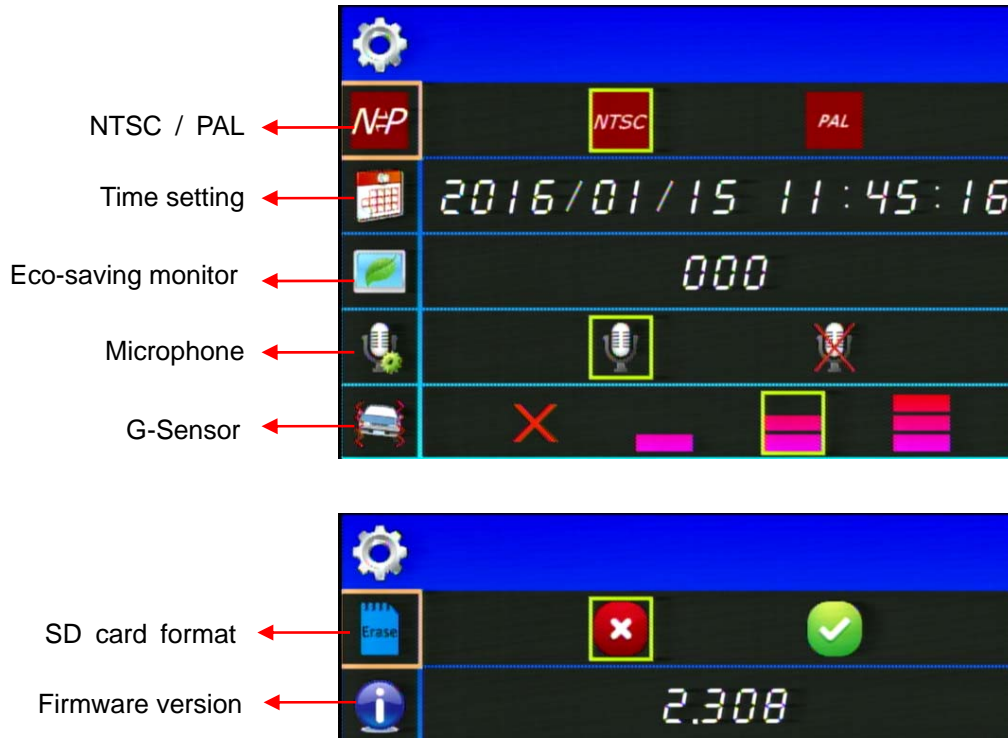 NTSC / PAL
N⇌P
NTSC
PAL
Time setting
2016/01/15 11:45:16
Eco-saving monitor
000
Microphone
G-Sensor
SD card format
Erase
Firmware version
i
2.308